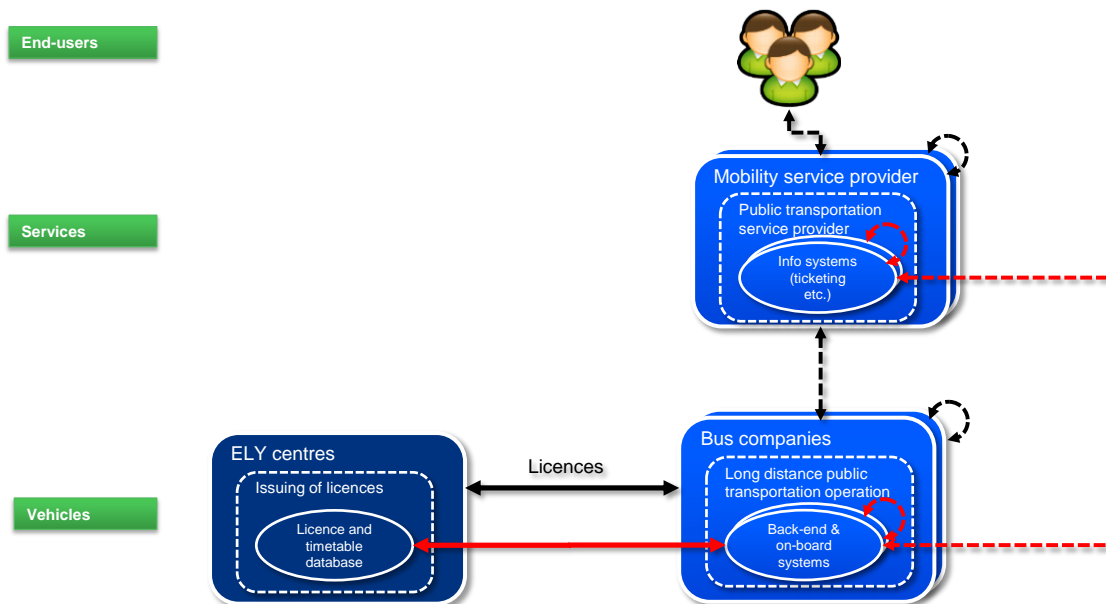 End-users
Mobility service provider
Public transportation
service provider
Services
Info systems
(ticketing
etc.)
ELY centres
Bus companies
Licences
Issuing of licences
Long distance public
transportation operation
Vehicles
Licence and
timetable
database
Back-end &
on-board
systems